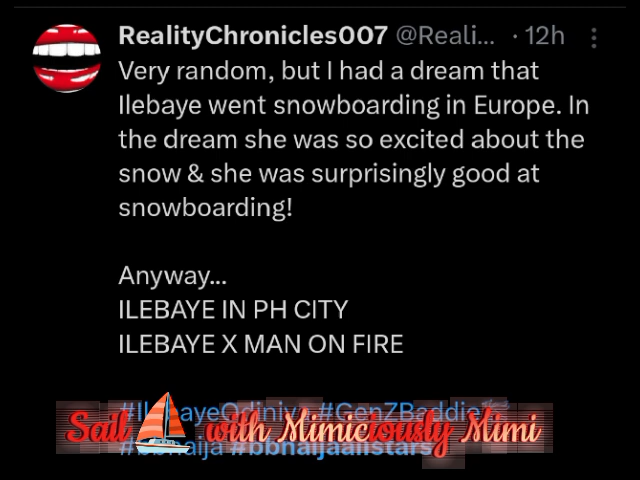 RealityChronicles007 @Reali... · 12h
Very random, but I had a dream that
Ilebaye went snowboarding in Europe. In
the dream she was so excited about the
snow & she was surprisingly good at
snowboarding!
Anyway...
ILEBAYE IN PH CITY
ILEBAYE X MAN ON FIRE
#IlebayeOdiniya #GenZBaddie
Sail with Mimiciously Mimi
#bbnaija #bbnaijaallstars